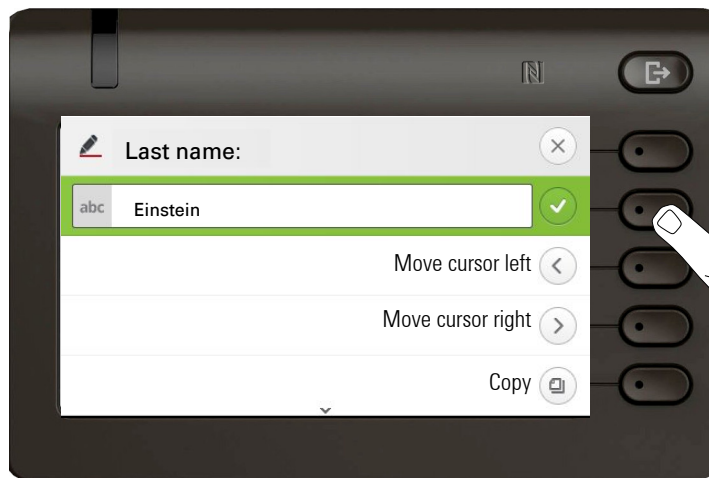 Last name:
abc Einstein
Move cursor left
Move cursor right
Copy